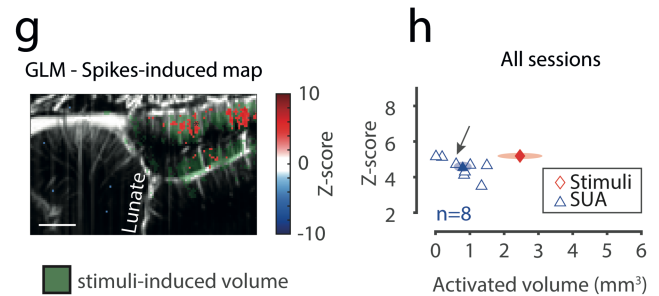 g
GLM - Spikes-induced map
10
0
-10
Z-score
Lunate
stimuli-induced volume
h
All sessions
Z-score
8
6
4
2
n=8
Stimuli
SUA
0 1 2 3 4 5 6
Activated volume (mm³)